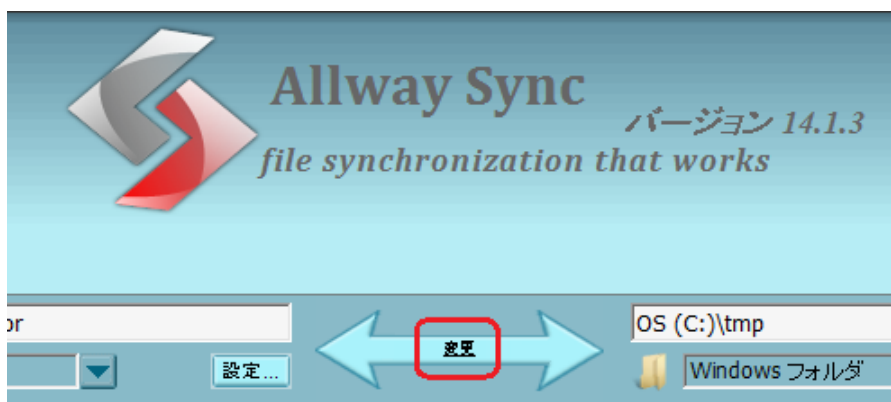 Allway Sync
バージョン 14.1.3
file synchronization that works
or
OS (C:)\tmp
変更
設定...
Windows フォルダ